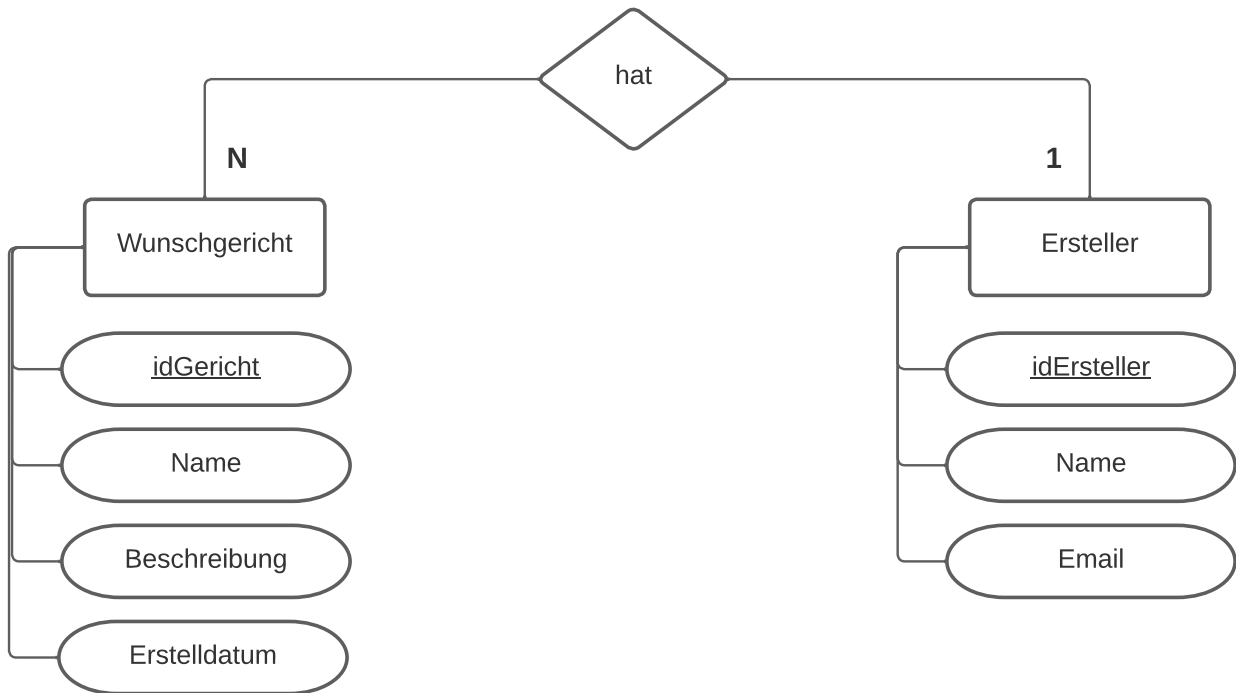 hat
N
1
Wunschgericht
Ersteller
idGericht
idErsteller
Name
Name
Beschreibung
Email
Erstelldatum